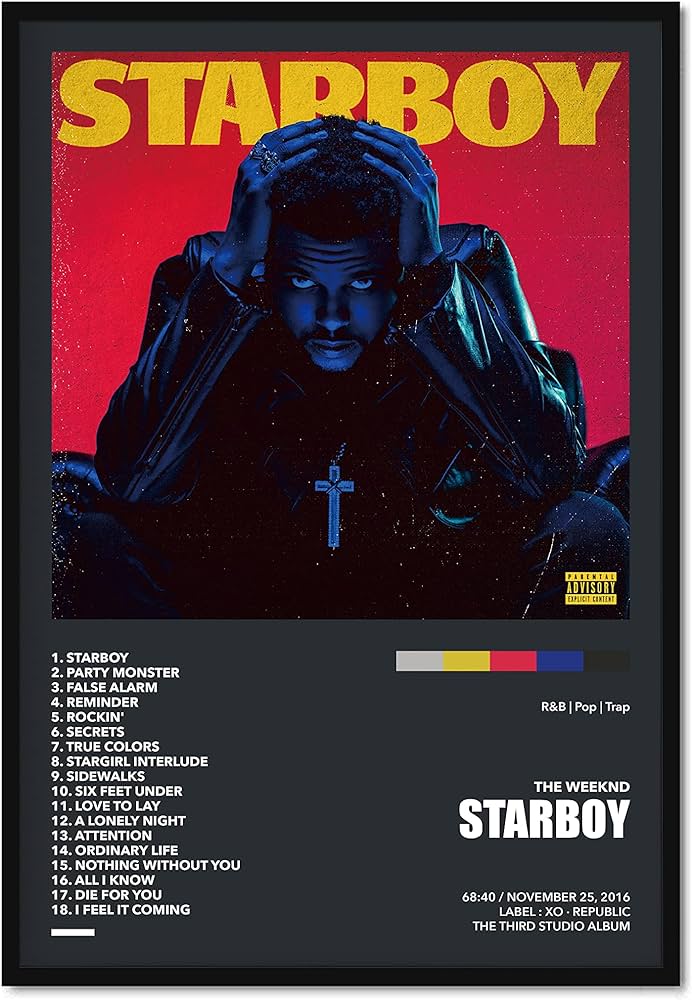 STARBOY
PARENTAL
ADVISORY
EXPLICIT CONTENT
1. STARBOY
2. PARTY MONSTER
3. FALSE ALARM
4. REMINDER
5. ROCKIN'
6. SECRETS
7. TRUE COLORS
8. STARGIRL INTERLUDE
9. SIDEWALKS
10. SIX FEET UNDER
11. LOVE TO LAY
12. A LONELY NIGHT
13. ATTENTION
14. ORDINARY LIFE
15. NOTHING WITHOUT YOU
16. ALL I KNOW
17. DIE FOR YOU
18. I FEEL IT COMING
R&B | Pop | Trap
THE WEEKND
STARBOY
68:40 / NOVEMBER 25, 2016
LABEL : XO · REPUBLIC
THE THIRD STUDIO ALBUM